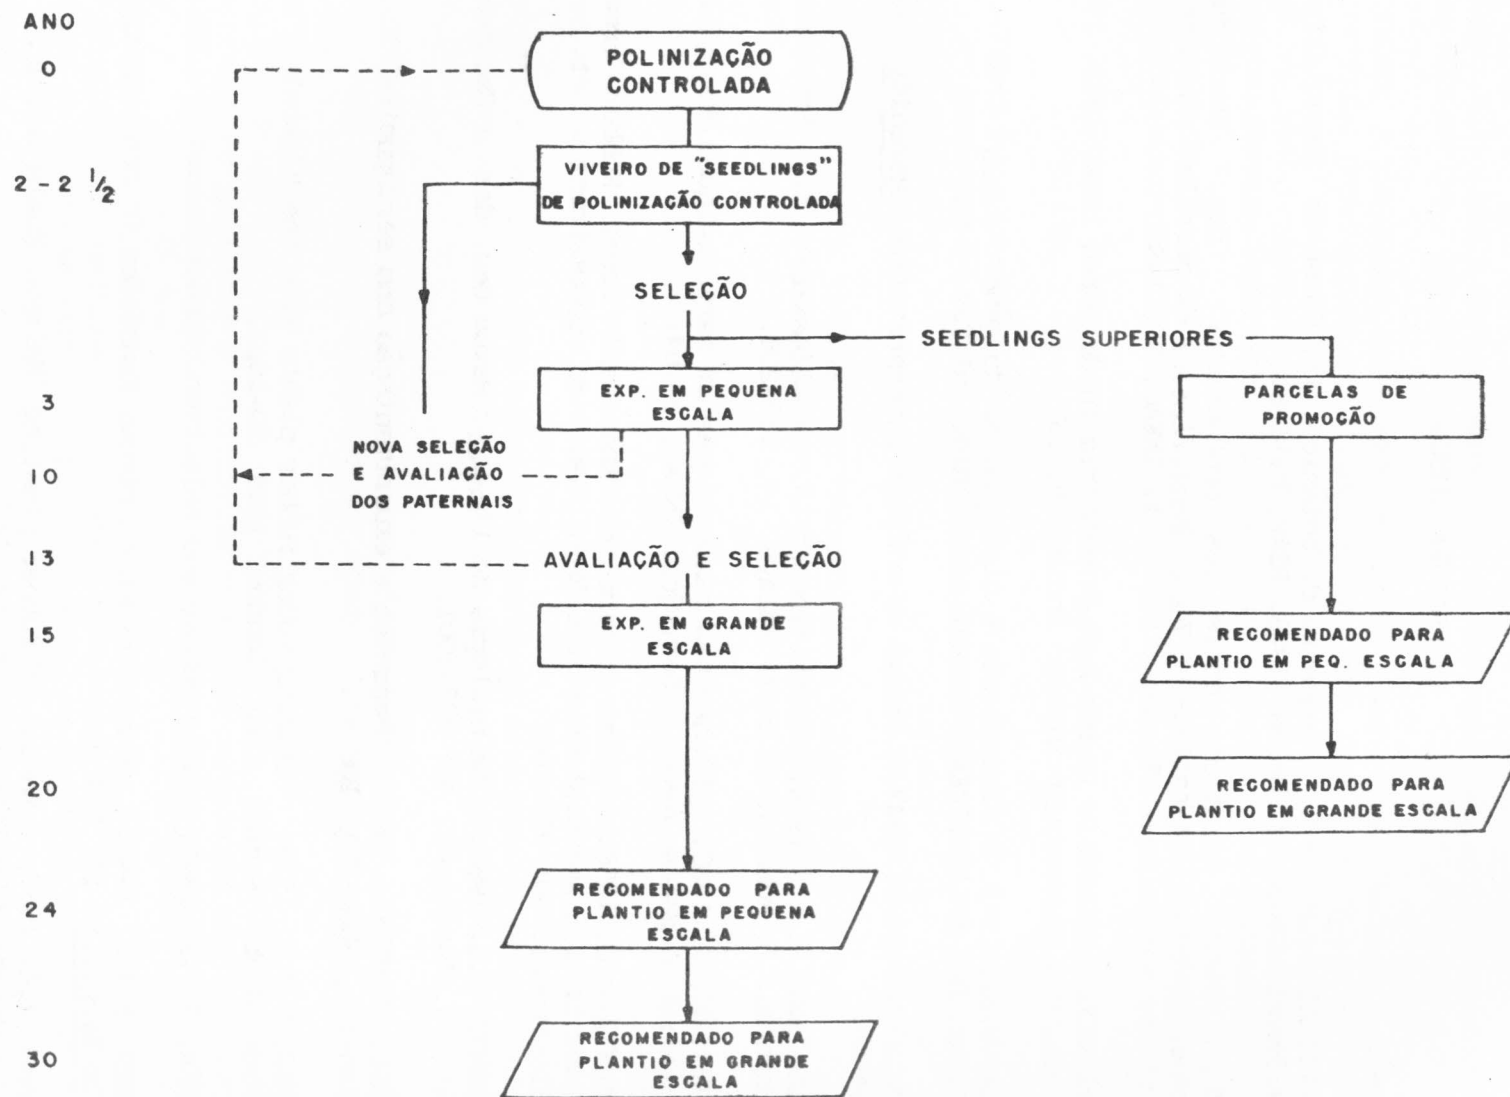 ANO
0
POLINIZAÇÃO
CONTROLADA
2 - 2 1/2
VIVEIRO DE "SEEDLINGS"
DE POLINIZAÇÃO CONTROLADA
SELEÇÃO
SEEDLINGS SUPERIORES
3
EXP. EM PEQUENA
ESCALA
PARCELAS DE
PROMOÇÃO
10
NOVA SELEÇÃO
E AVALIAÇÃO
DOS PATERNAIS
13
AVALIAÇÃO E SELEÇÃO
15
EXP. EM GRANDE
ESCALA
RECOMENDADO PARA
PLANTIO EM PEQ. ESCALA
20
RECOMENDADO PARA
PLANTIO EM GRANDE ESCALA
24
RECOMENDADO PARA
PLANTIO EM PEQUENA
ESCALA
30
RECOMENDADO PARA
PLANTIO EM GRANDE
ESCALA